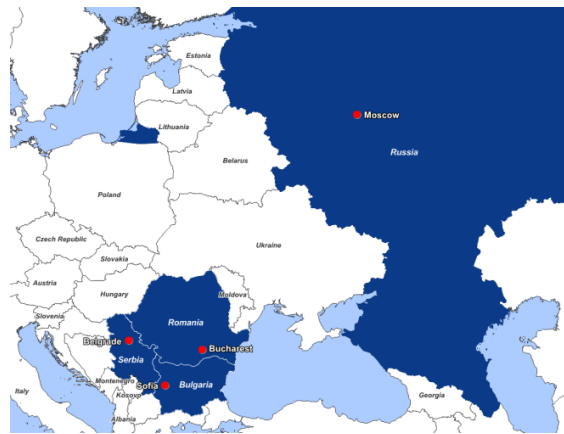 Estonia
Latvia
Moscow
Lithuania
Russia
Belarus
Poland
Czech Republic
Ukraine
Slovakia
Austria
Hungary
Moldova
Slovenia
Romania
Belgrade
Bucharest
Serbia
Montenegro
Sofia
Bulgaria
Italy
Kosovo
Georgia
Albania